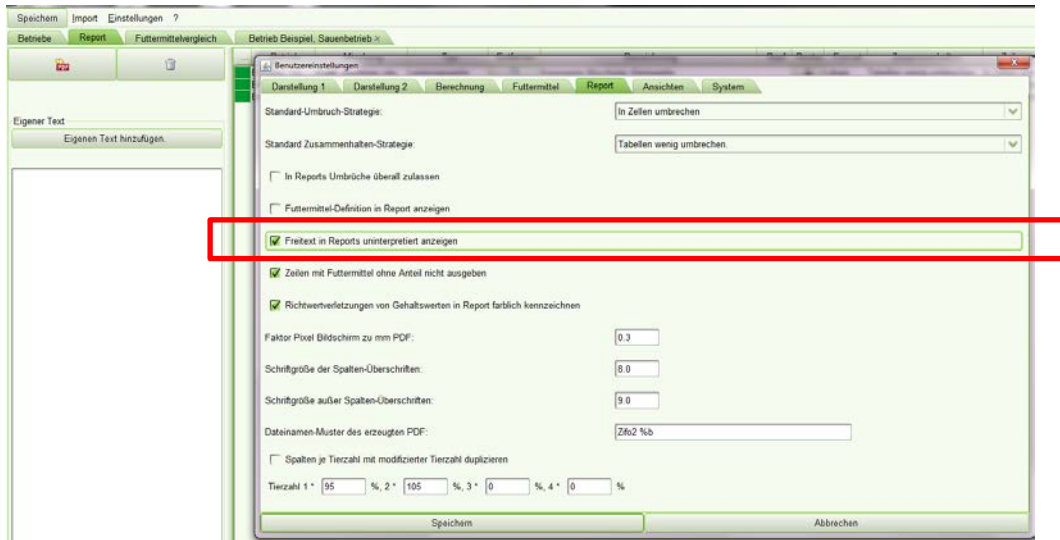 Speichern Import Einstellungen ?
Betriebe Report Futtermittelvergleich Betrieb Beispiel, Sauenbetrieb ×
Benutzereinstellungen
Darstellung 1 Darstellung 2 Berechnung Futtermittel Report Ansichten System
Eigener Text
Eigenen Text hinzufügen.
Standard-Umbruch-Strategie: In Zellen umbrechen
Standard Zusammenhalten-Strategie: Tabellen wenig umbrechen.
In Reports Umbrüche überall zulassen
Futtermittel-Definition in Report anzeigen
Freitext in Reports uninterpretiert anzeigen
Zeilen mit Futtermittel ohne Anteil nicht ausgeben
Richtwertverletzungen von Gehaltswerten in Report farblich kennzeichnen
Faktor Pixel Bildschirm zu mm PDF: 0.3
Schriftgröße der Spalten-Überschriften: 8.0
Schriftgröße außer Spalten-Überschriften: 9.0
Dateinamen-Muster des erzeugten PDF: Zifo2 %b
Spalten je Tierzahl mit modifizierter Tierzahl duplizieren
Tierzahl 1 * 95 %, 2 * 105 %, 3 * 0 %, 4 * 0 %
Speichern Abbrechen